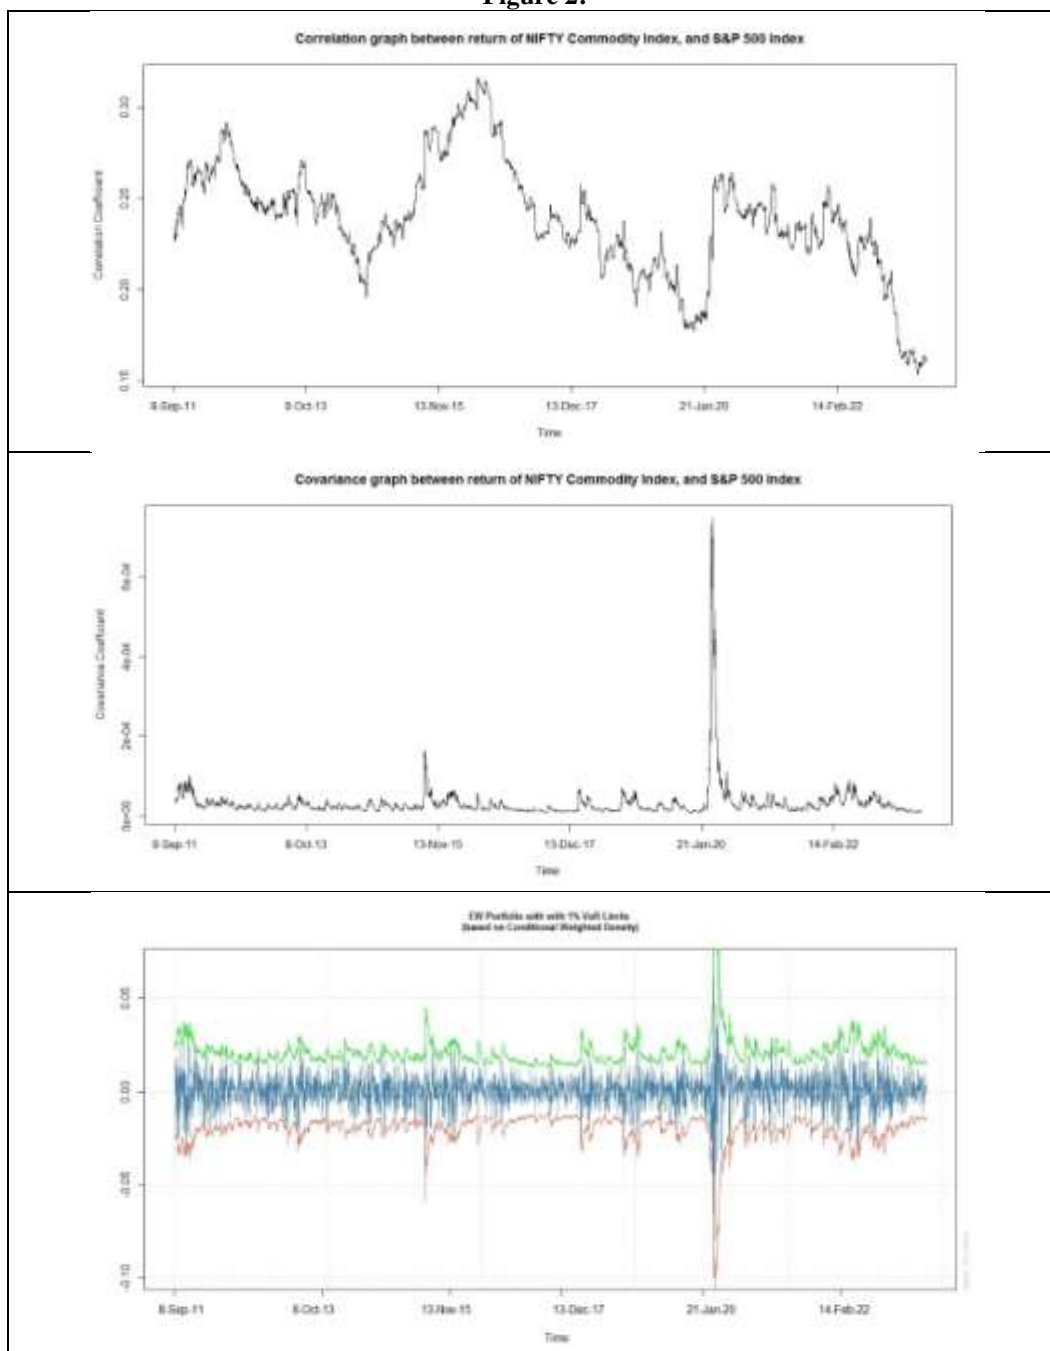 Figure 2:
Correlation graph between return of NIFTY Commodity Index, and S&P 500 Index
Correlation Coefficient
0.30
0.25
0.20
0.15
8-Sep-11 8-Oct-13 13-Nov-15 13-Dec-17 21-Jan-20 14-Feb-22
Time
Covariance graph between return of NIFTY Commodity Index, and S&P 500 Index
Covariance Coefficient
6e-04
4e-04
2e-04
0e+00
8-Sep-11 8-Oct-13 13-Nov-15 13-Dec-17 21-Jan-20 14-Feb-22
Time
EW Portfolio with with 1% VaR Limits
(based on Conditional Weighted Density)
0.05
0.00
-0.05
-0.10
8-Sep-11 8-Oct-13 13-Nov-15 13-Dec-17 21-Jan-20 14-Feb-22
Time